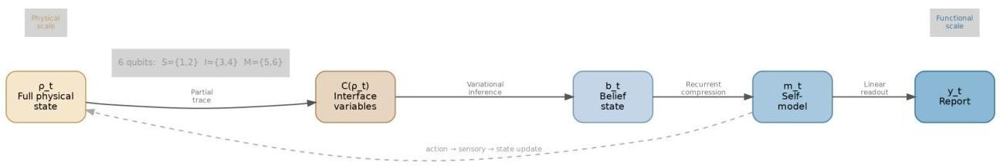 Physical
scale
Functional
scale
6 qubits: S={1,2} I={3,4} M={5,6}
ρ_t
Full physical
state
Partial
trace
C(ρ_t)
Interface
variables
Variational
inference
b_t
Belief
state
Recurrent
compression
m_t
Self-
model
Linear
readout
y_t
Report
action → sensory → state update